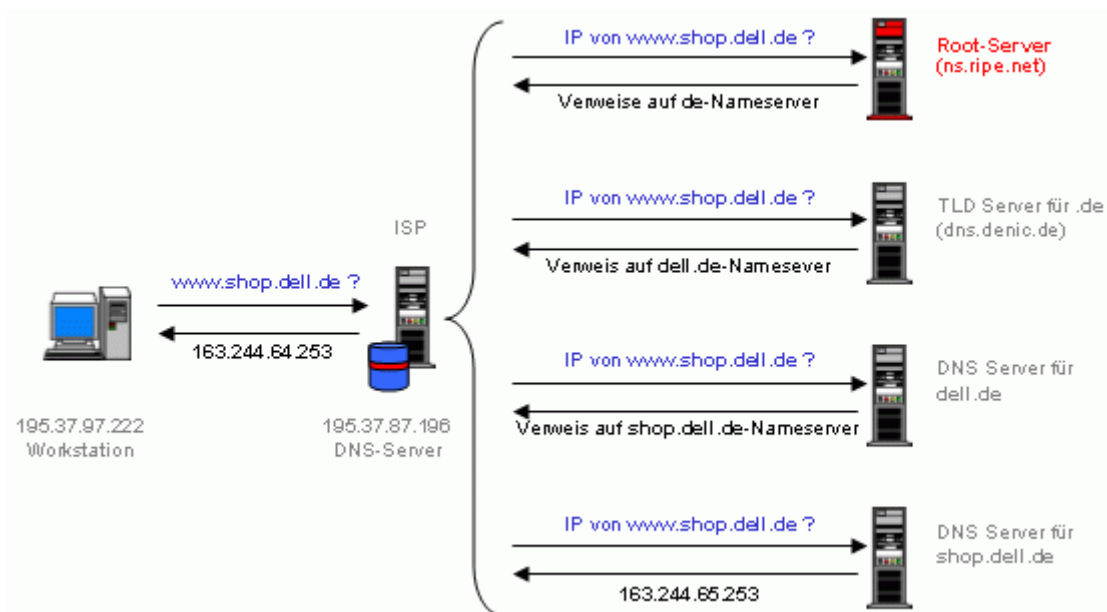 IP von www.shop.dell.de ?
Root-Server
(ns.ripe.net)
Verweise auf de-Nameserver
IP von www.shop.dell.de ?
TLD Server für .de
(dns.denic.de)
Verweis auf dell.de-Namesever
ISP
www.shop.dell.de ?
163.244.64.253
195.37.97.222
Workstation
195.37.87.196
DNS-Server
IP von www.shop.dell.de ?
DNS Server für
dell.de
Verweis auf shop.dell.de-Nameserver
IP von www.shop.dell.de ?
DNS Server für
shop.dell.de
163.244.65.253